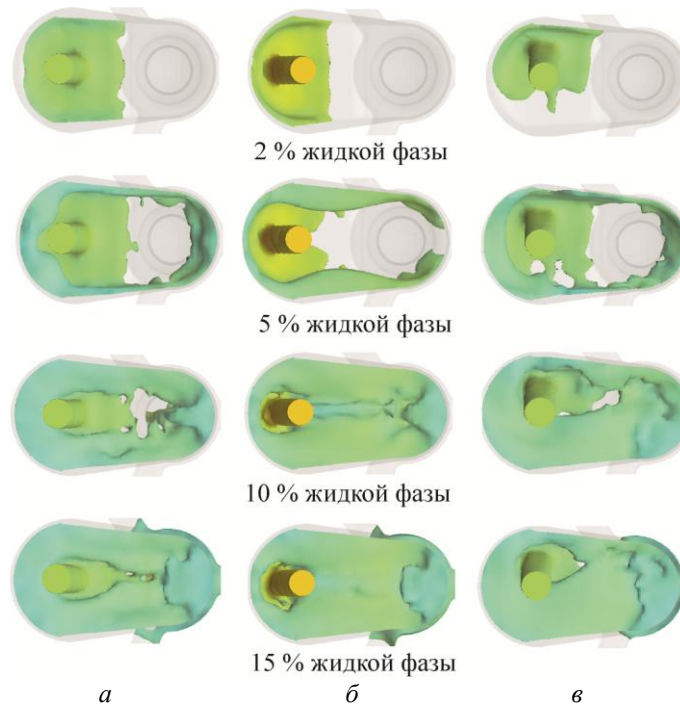 2 % жидкой фазы
5 % жидкой фазы
10 % жидкой фазы
15 % жидкой фазы
а б в